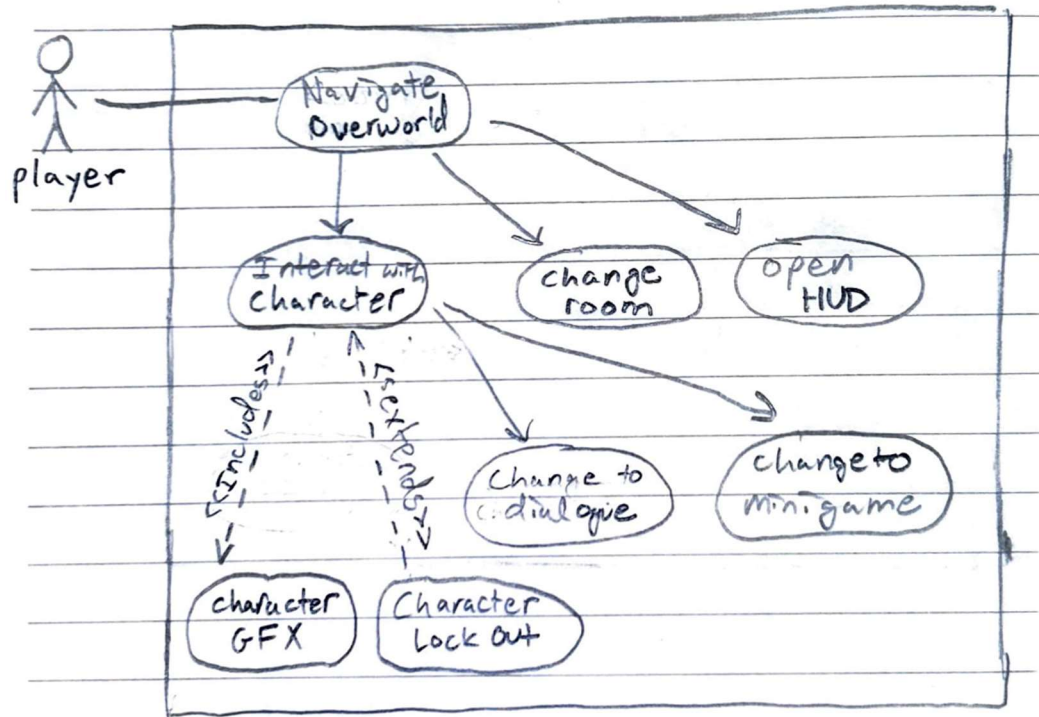 Navigate
Overworld
player
Interact with
Character
change
room
open
HUD
<<Includes>>
<<extends>>
Change to
dialogue
change to
minigame
character
GFX
Character
Lock Out